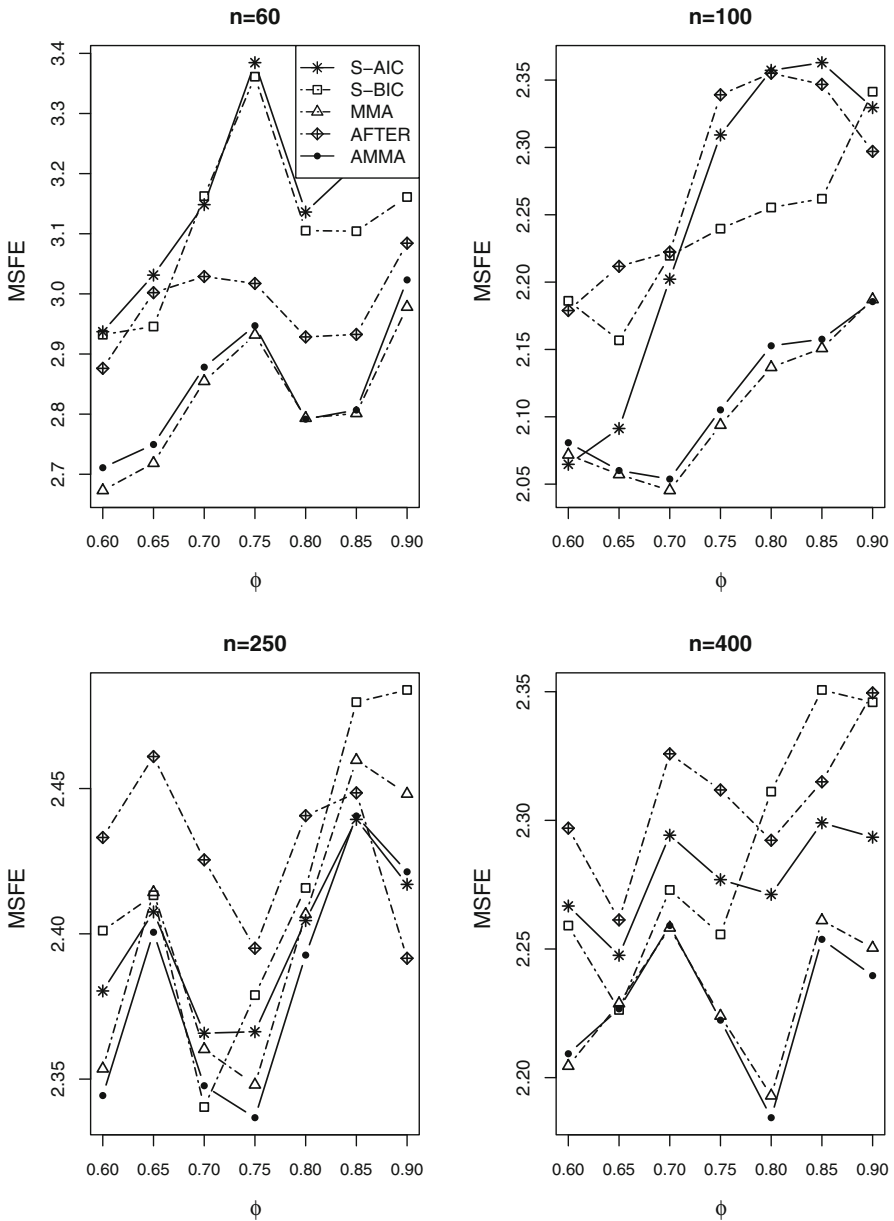 n=60
MSFE
3.4
3.3
3.2
3.1
3.0
2.9
2.8
2.7
S−AIC
S−BIC
MMA
AFTER
AMMA
0.60 0.65 0.70 0.75 0.80 0.85 0.90
ϕ
n=100
MSFE
2.35
2.30
2.25
2.20
2.15
2.10
2.05
0.60 0.65 0.70 0.75 0.80 0.85 0.90
ϕ
n=250
MSFE
2.45
2.40
2.35
0.60 0.65 0.70 0.75 0.80 0.85 0.90
ϕ
n=400
MSFE
2.35
2.30
2.25
2.20
0.60 0.65 0.70 0.75 0.80 0.85 0.90
ϕ